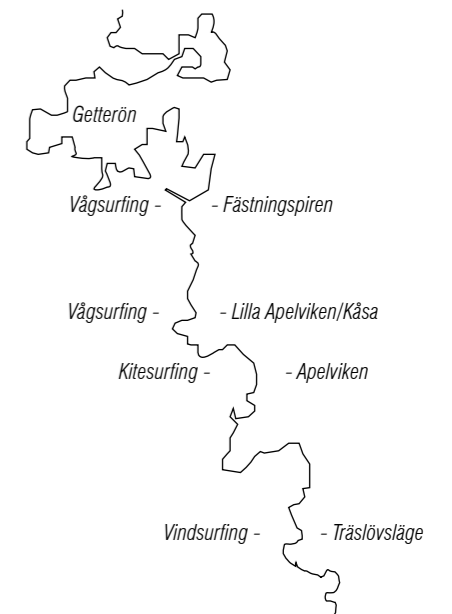 Getterön
Vågsurfing - - Fästningspiren
Vågsurfing - - Lilla Apelviken/Kåsa
Kitesurfing - - Apelviken
Vindsurfing - - Träslövsläge